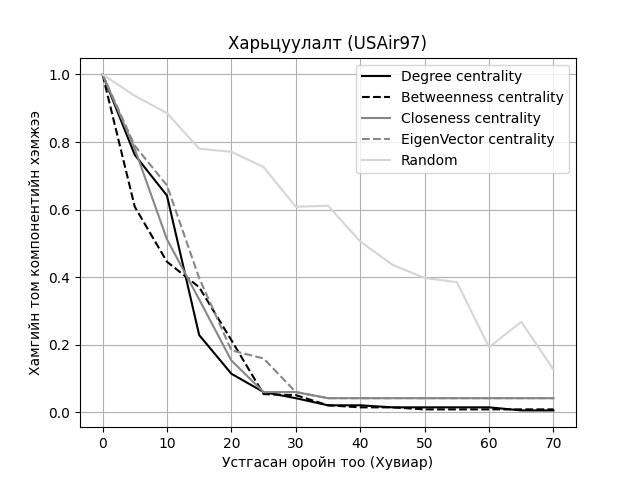 Харьцуулалт (USAir97)
Degree centrality
Betweenness centrality
Closeness centrality
EigenVector centrality
Random
Хамгийн том компонентийн хэмжээ
1.0
0.8
0.6
0.4
0.2
0.0
0 10 20 30 40 50 60 70
Устгасан оройн тоо (Хувиар)